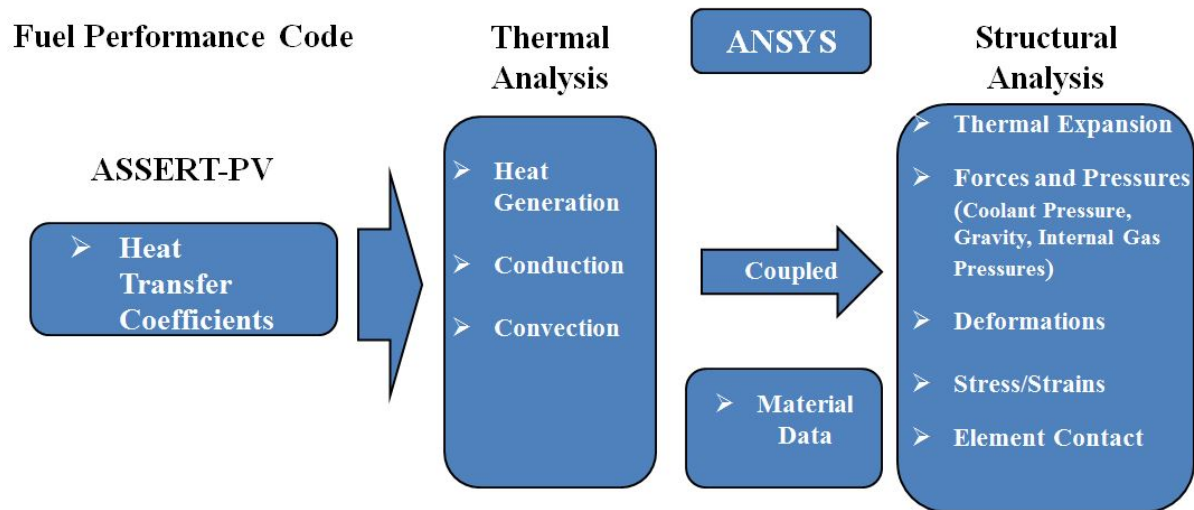 Fuel Performance Code
ASSERT-PV
➢ Heat
Transfer
Coefficients
Thermal
Analysis
➢ Heat
Generation
➢ Conduction
➢ Convection
ANSYS
Coupled
➢ Material
Data
Structural
Analysis
➢ Thermal Expansion
➢ Forces and Pressures
(Coolant Pressure,
Gravity, Internal Gas
Pressures)
➢ Deformations
➢ Stress/Strains
➢ Element Contact